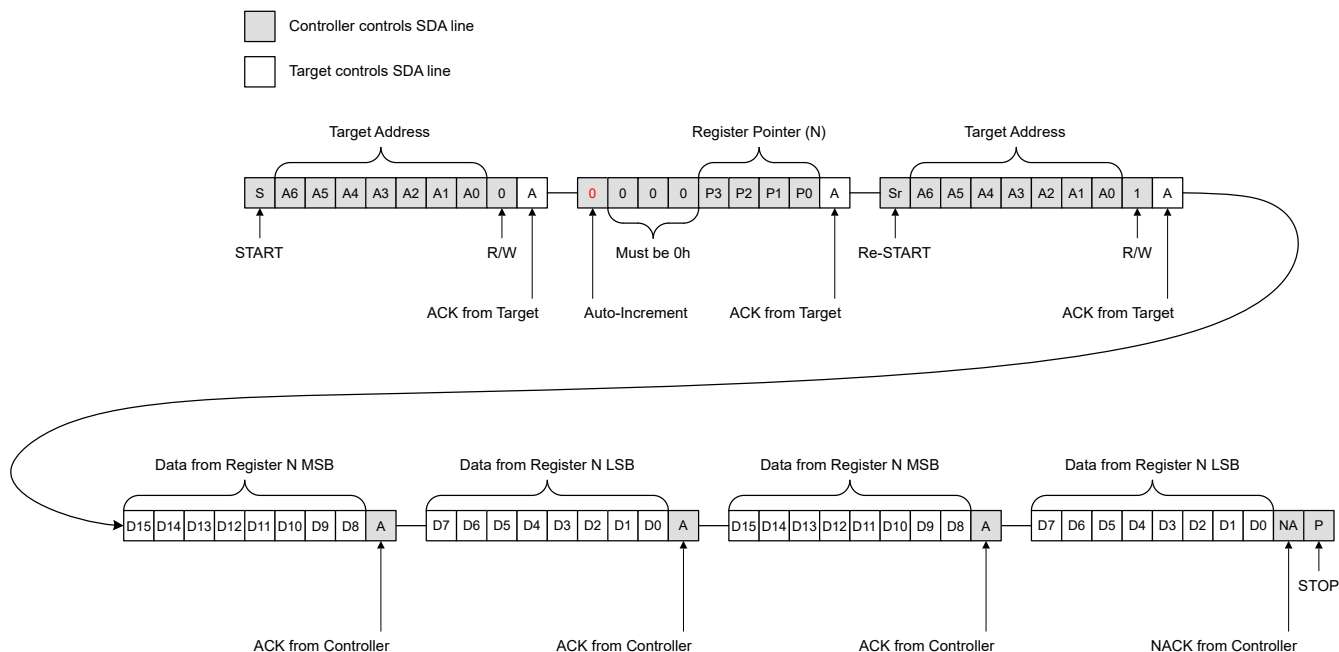 Controller controls SDA line
Target controls SDA line
Target Address
Register Pointer (N)
Target Address
S A6 A5 A4 A3 A2 A1 A0 0 A
0 0 0 0 P3 P2 P1 P0 A
Sr A6 A5 A4 A3 A2 A1 A0 1 A
START
R/W
Must be 0h
Re-START
R/W
ACK from Target
Auto-Increment
ACK from Target
ACK from Target
Data from Register N MSB
Data from Register N LSB
Data from Register N MSB
Data from Register N LSB
D15 D14 D13 D12 D11 D10 D9 D8 A
D7 D6 D5 D4 D3 D2 D1 D0 A
D15 D14 D13 D12 D11 D10 D9 D8 A
D7 D6 D5 D4 D3 D2 D1 D0 NA P
STOP
ACK from Controller
ACK from Controller
ACK from Controller
NACK from Controller